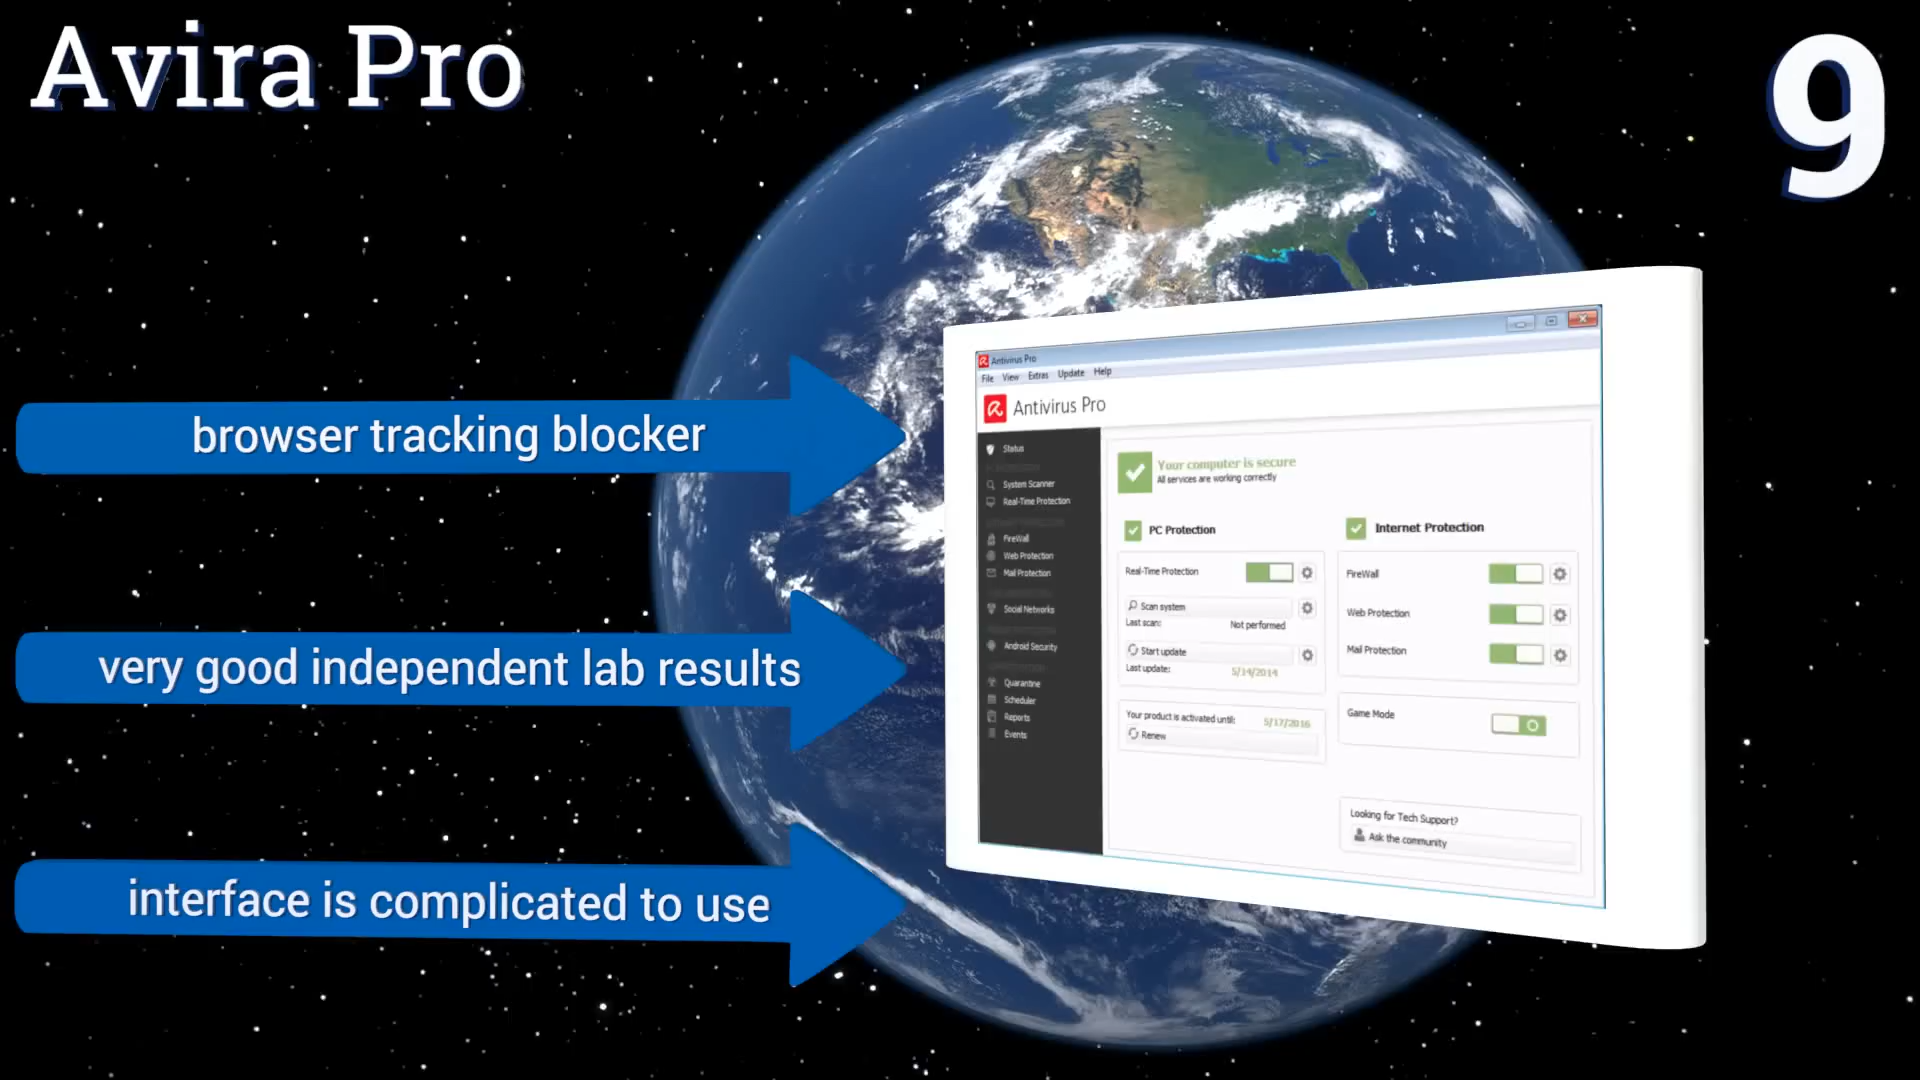 Avira Pro
9
browser tracking blocker
very good independent lab results
interface is complicated to use
Antivirus Pro
File View Extras Update Help
Antivirus Pro
Status
System Scanner
Real-Time Protection
FireWall
Web Protection
Mail Protection
Social Networks
Android Security
Quarantine
Scheduler
Reports
Events
Your computer is secure
All services are working correctly
PC Protection
Real-Time Protection
Scan system
Last scan: Not performed
Start update
Last update: 5/14/2014
Your product is activated until: 5/17/2016
Renew
Internet Protection
FireWall
Web Protection
Mail Protection
Game Mode
Looking for Tech Support?
Ask the community